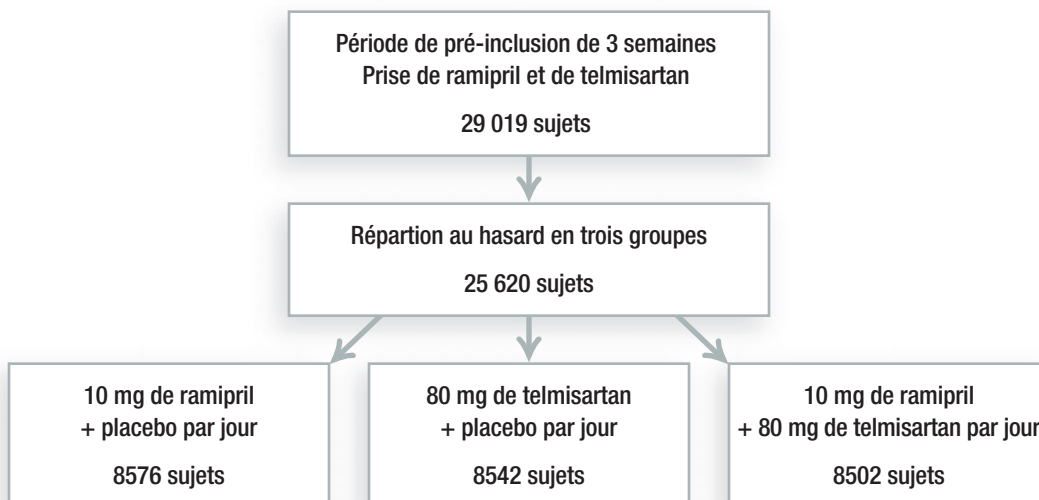 Période de pré-inclusion de 3 semaines
Prise de ramipril et de telmisartan
29 019 sujets
Répartion au hasard en trois groupes
25 620 sujets
10 mg de ramipril
+ placebo par jour
8576 sujets
80 mg de telmisartan
+ placebo par jour
8542 sujets
10 mg de ramipril
+ 80 mg de telmisartan par jour
8502 sujets